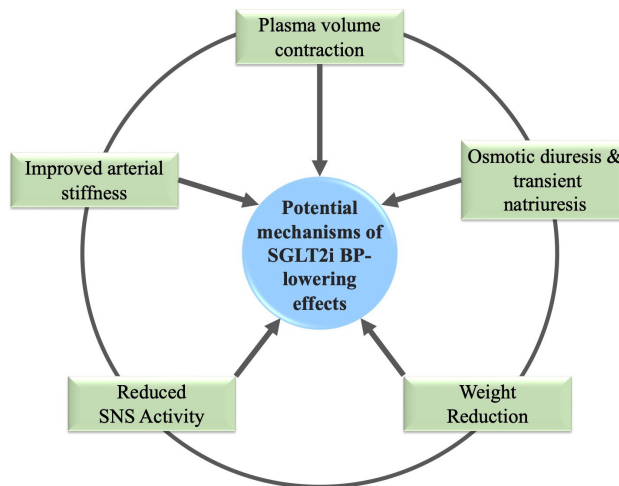 Plasma volume
contraction
Improved arterial
stiffness
Osmotic diuresis &
transient
natriuresis
Potential
mechanisms of
SGLT2i BP-
lowering
effects
Reduced
SNS Activity
Weight
Reduction